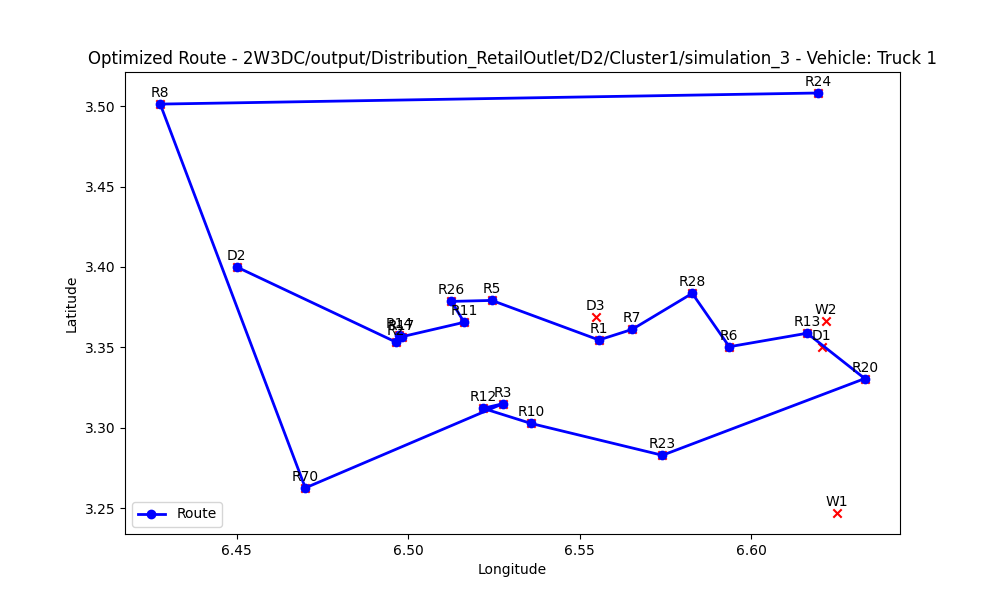 Optimized Route - 2W3DC/output/Distribution_RetailOutlet/D2/Cluster1/simulation_3 - Vehicle: Truck 1
R8
R24
3.50
3.45
3.40
3.35
3.30
3.25
Latitude
D2
R26
R5
R28
D3
W2
R11
R14
R17
R1
R7
R13
R6
D1
R20
R12
R3
R10
R23
R70
W1
Route
6.45
6.50
6.55
6.60
Longitude